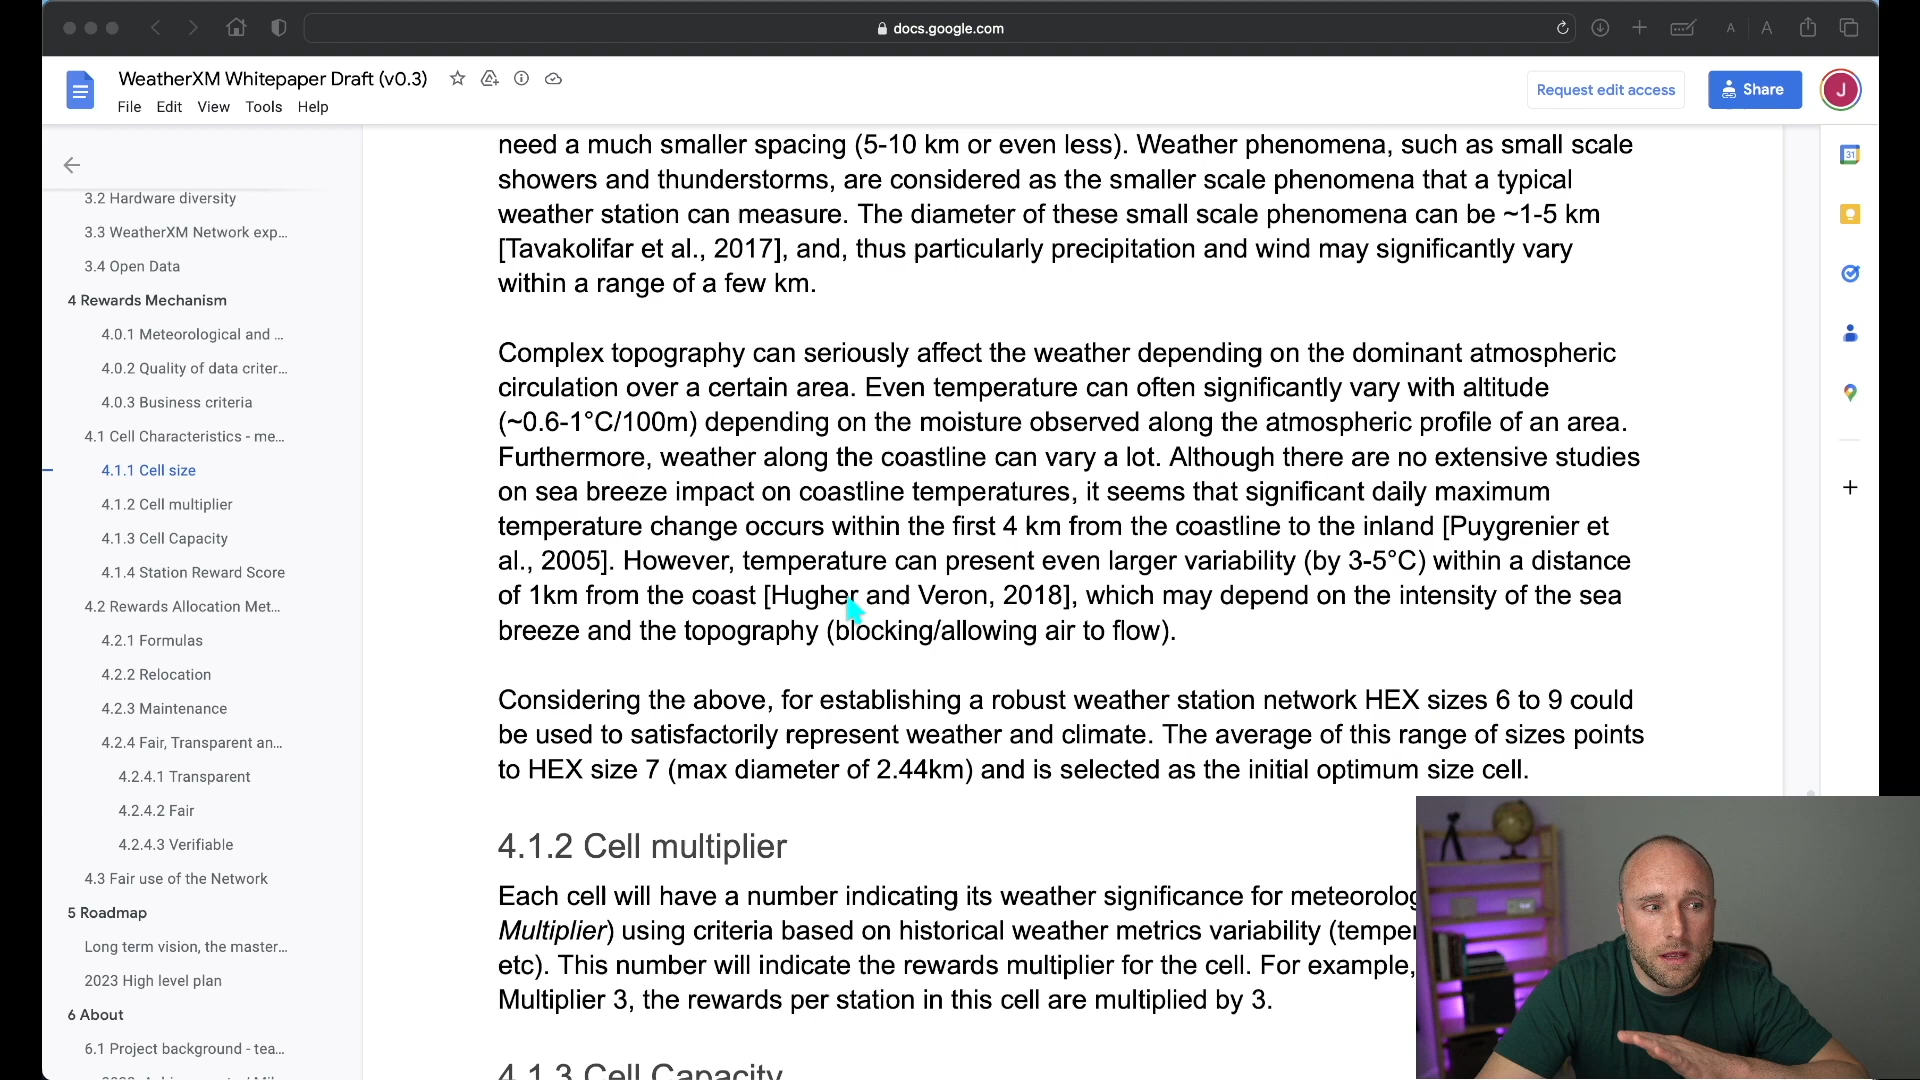 docs.google.com
A A
WeatherXM Whitepaper Draft (v0.3)
File Edit View Tools Help
Request edit access
Share
J
31
3.2 Hardware diversity
3.3 WeatherXM Network exp...
3.4 Open Data
4 Rewards Mechanism
4.0.1 Meteorological and ...
4.0.2 Quality of data criter...
4.0.3 Business criteria
4.1 Cell Characteristics - me...
4.1.1 Cell size
4.1.2 Cell multiplier
4.1.3 Cell Capacity
4.1.4 Station Reward Score
4.2 Rewards Allocation Met...
4.2.1 Formulas
4.2.2 Relocation
4.2.3 Maintenance
4.2.4 Fair, Transparent an...
4.2.4.1 Transparent
4.2.4.2 Fair
4.2.4.3 Verifiable
4.3 Fair use of the Network
5 Roadmap
Long term vision, the master...
2023 High level plan
6 About
6.1 Project background - tea...
need a much smaller spacing (5-10 km or even less). Weather phenomena, such as small scale
showers and thunderstorms, are considered as the smaller scale phenomena that a typical
weather station can measure. The diameter of these small scale phenomena can be ~1-5 km
[Tavakolifar et al., 2017], and, thus particularly precipitation and wind may significantly vary
within a range of a few km.
Complex topography can seriously affect the weather depending on the dominant atmospheric
circulation over a certain area. Even temperature can often significantly vary with altitude
(~0.6-1°C/100m) depending on the moisture observed along the atmospheric profile of an area.
Furthermore, weather along the coastline can vary a lot. Although there are no extensive studies
on sea breeze impact on coastline temperatures, it seems that significant daily maximum
temperature change occurs within the first 4 km from the coastline to the inland [Puygrenier et
al., 2005]. However, temperature can present even larger variability (by 3-5°C) within a distance
of 1km from the coast [Hugher and Veron, 2018], which may depend on the intensity of the sea
breeze and the topography (blocking/allowing air to flow).
Considering the above, for establishing a robust weather station network HEX sizes 6 to 9 could
be used to satisfactorily represent weather and climate. The average of this range of sizes points
to HEX size 7 (max diameter of 2.44km) and is selected as the initial optimum size cell.
4.1.2 Cell multiplier
Each cell will have a number indicating its weather significance for meteorolog
Multiplier) using criteria based on historical weather metrics variability (temper
etc). This number will indicate the rewards multiplier for the cell. For example,
Multiplier 3, the rewards per station in this cell are multiplied by 3.
4.1.3 Cell Capacity